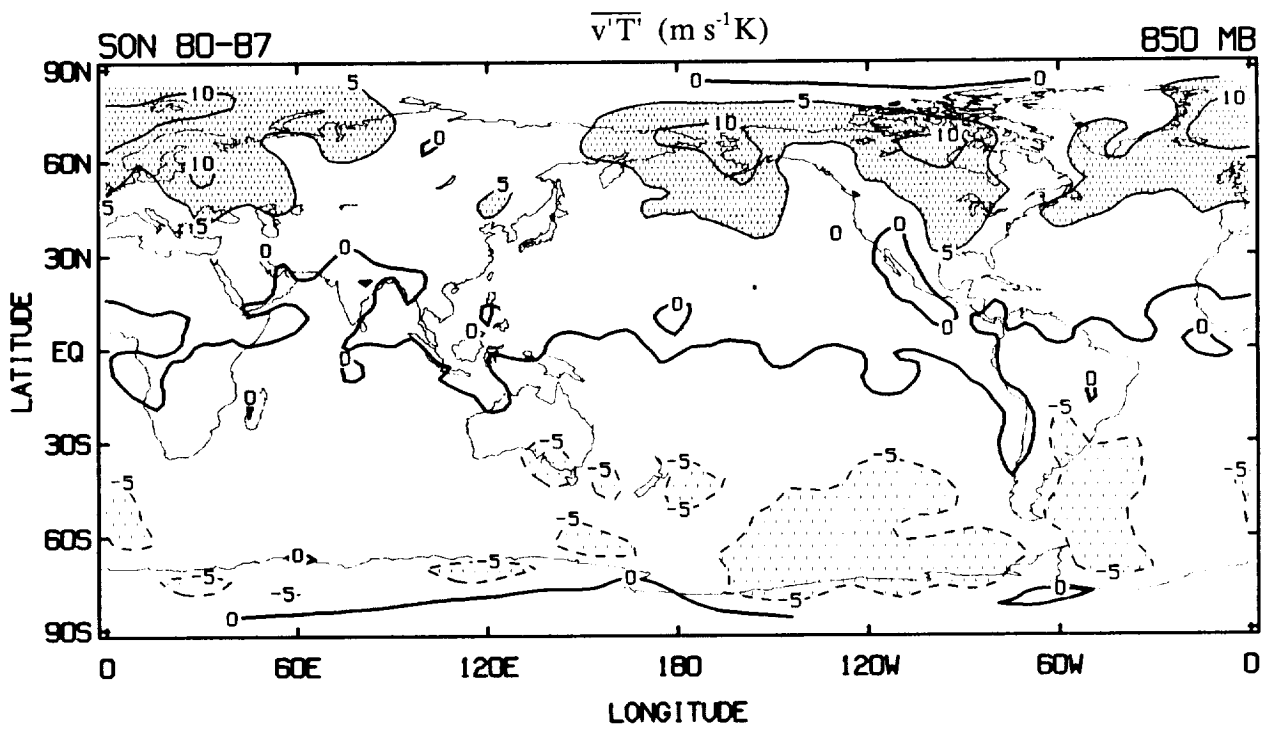 v'T' (m s⁻¹K)
SON 80-87 850 MB
90N
60N
30N
EQ
30S
60S
90S
LATITUDE
0 60E 120E 180 120W 60W 0
LONGITUDE
10 5 0 0 5 10
10 0 10 10
10 5
5 5
0 0 0 0 5
0 0
0 0 0
0 0
-5 -5 -5 -5 -5
-5 -5 -5
-5 -5
0 -5 -5
-5 0 -5 0
0